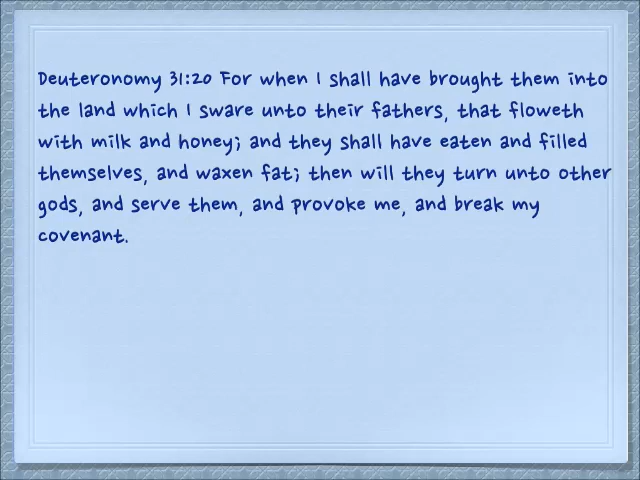 Deuteronomy 31:20 For when I shall have brought them into
the land which I sware unto their fathers, that floweth
with milk and honey; and they shall have eaten and filled
themselves, and waxen fat; then will they turn unto other
gods, and serve them, and provoke me, and break my
covenant.